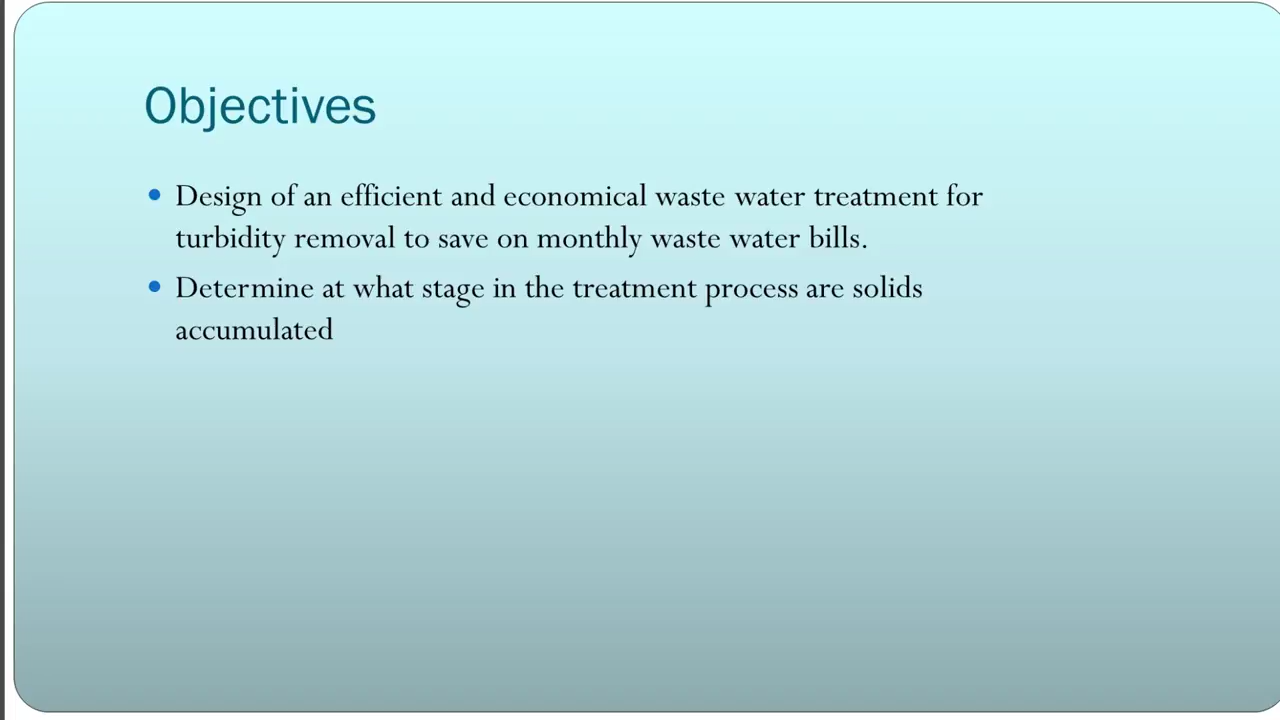 Objectives
• Design of an efficient and economical waste water treatment for
turbidity removal to save on monthly waste water bills.
• Determine at what stage in the treatment process are solids
accumulated